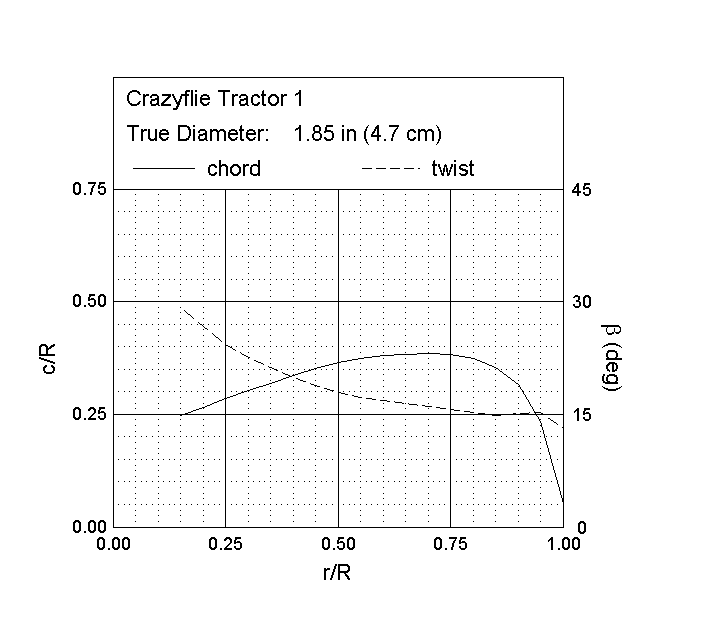 Crazyflie Tractor 1
True Diameter: 1.85 in (4.7 cm)
chord twist
0.75 45
0.50 30
c/R β (deg)
0.25 15
0.00 0
0.00 0.25 0.50 0.75 1.00
r/R